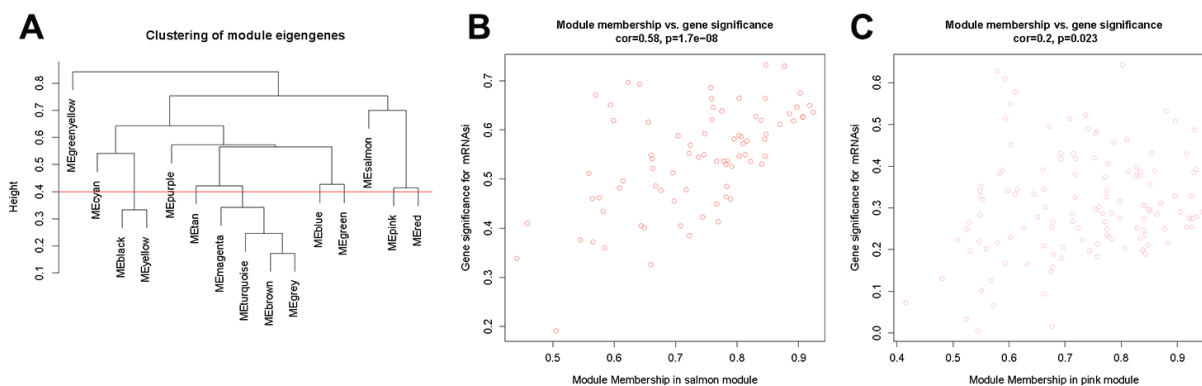 A
Clustering of module eigengenes
Height
0.1 0.2 0.3 0.4 0.5 0.6 0.7 0.8
MEgreenyellow
MEcyan
MEblack
MEyellow
MEpurple
MEtan
MEmagenta
MEturquoise
MEbrown
MEgrey
MEblue
MEgreen
MEsalmon
MEpink
MEred
B
Module membership vs. gene significance
cor=0.58, p=1.7e−08
Gene significance for mRNAsi
0.2 0.3 0.4 0.5 0.6 0.7
0.5 0.6 0.7 0.8 0.9
Module Membership in salmon module
C
Module membership vs. gene significance
cor=0.2, p=0.023
Gene significance for mRNAsi
0.0 0.1 0.2 0.3 0.4 0.5 0.6
0.4 0.5 0.6 0.7 0.8 0.9
Module Membership in pink module